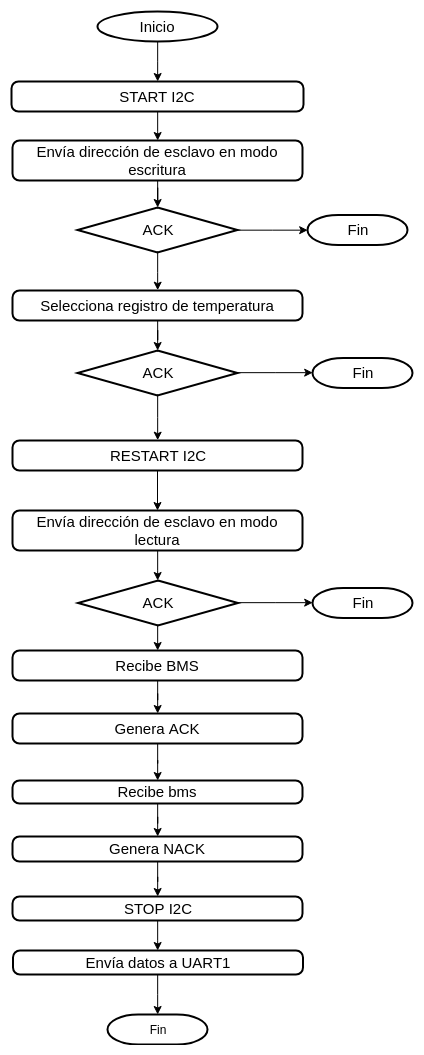 Inicio
START I2C
Envía dirección de esclavo en modo
escritura
ACK
Fin
Selecciona registro de temperatura
ACK
Fin
RESTART I2C
Envía dirección de esclavo en modo
lectura
ACK
Fin
Recibe BMS
Genera ACK
Recibe bms
Genera NACK
STOP I2C
Envía datos a UART1
Fin